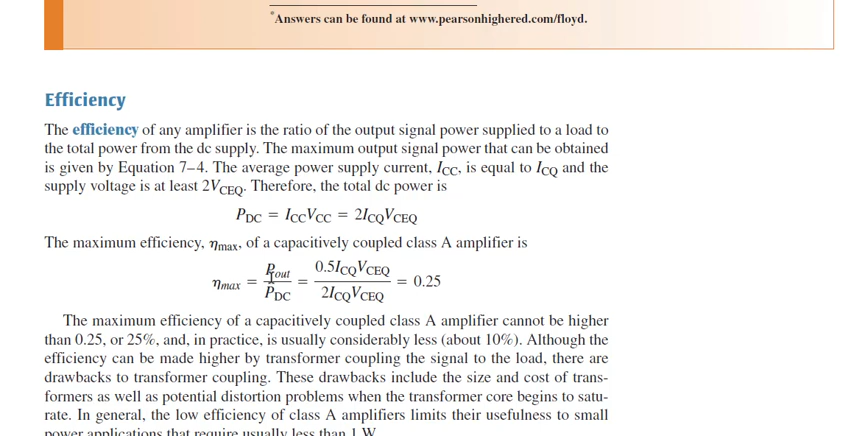 *Answers can be found at www.pearsonhighered.com/floyd.
Efficiency
The efficiency of any amplifier is the ratio of the output signal power supplied to a load to
the total power from the dc supply. The maximum output signal power that can be obtained
is given by Equation 7–4. The average power supply current, ICC, is equal to ICQ and the
supply voltage is at least 2VCEQ. Therefore, the total dc power is
PDC = ICCVCC = 2ICQVCEQ
The maximum efficiency, ηmax, of a capacitively coupled class A amplifier is
ηmax = Pout/PDC = 0.5ICQVCEQ/2ICQVCEQ = 0.25
The maximum efficiency of a capacitively coupled class A amplifier cannot be higher
than 0.25, or 25%, and, in practice, is usually considerably less (about 10%). Although the
efficiency can be made higher by transformer coupling the signal to the load, there are
drawbacks to transformer coupling. These drawbacks include the size and cost of trans-
formers as well as potential distortion problems when the transformer core begins to satu-
rate. In general, the low efficiency of class A amplifiers limits their usefulness to small
power applications that require usually less than 1 W.